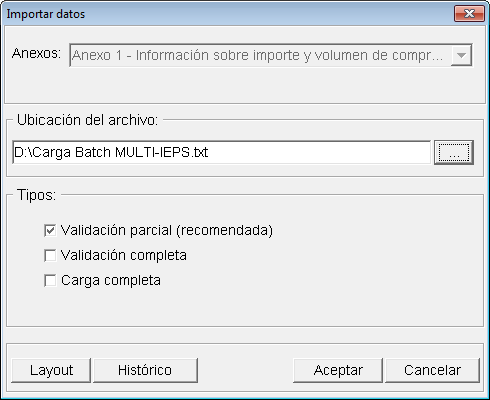 Importar datos
Anexos: Anexo 1 - Información sobre importe y volumen de compr...
Ubicación del archivo:
D:\Carga Batch MULTI-IEPS.txt ...
Tipos:
Validación parcial (recomendada)
Validación completa
Carga completa
Layout Histórico Aceptar Cancelar